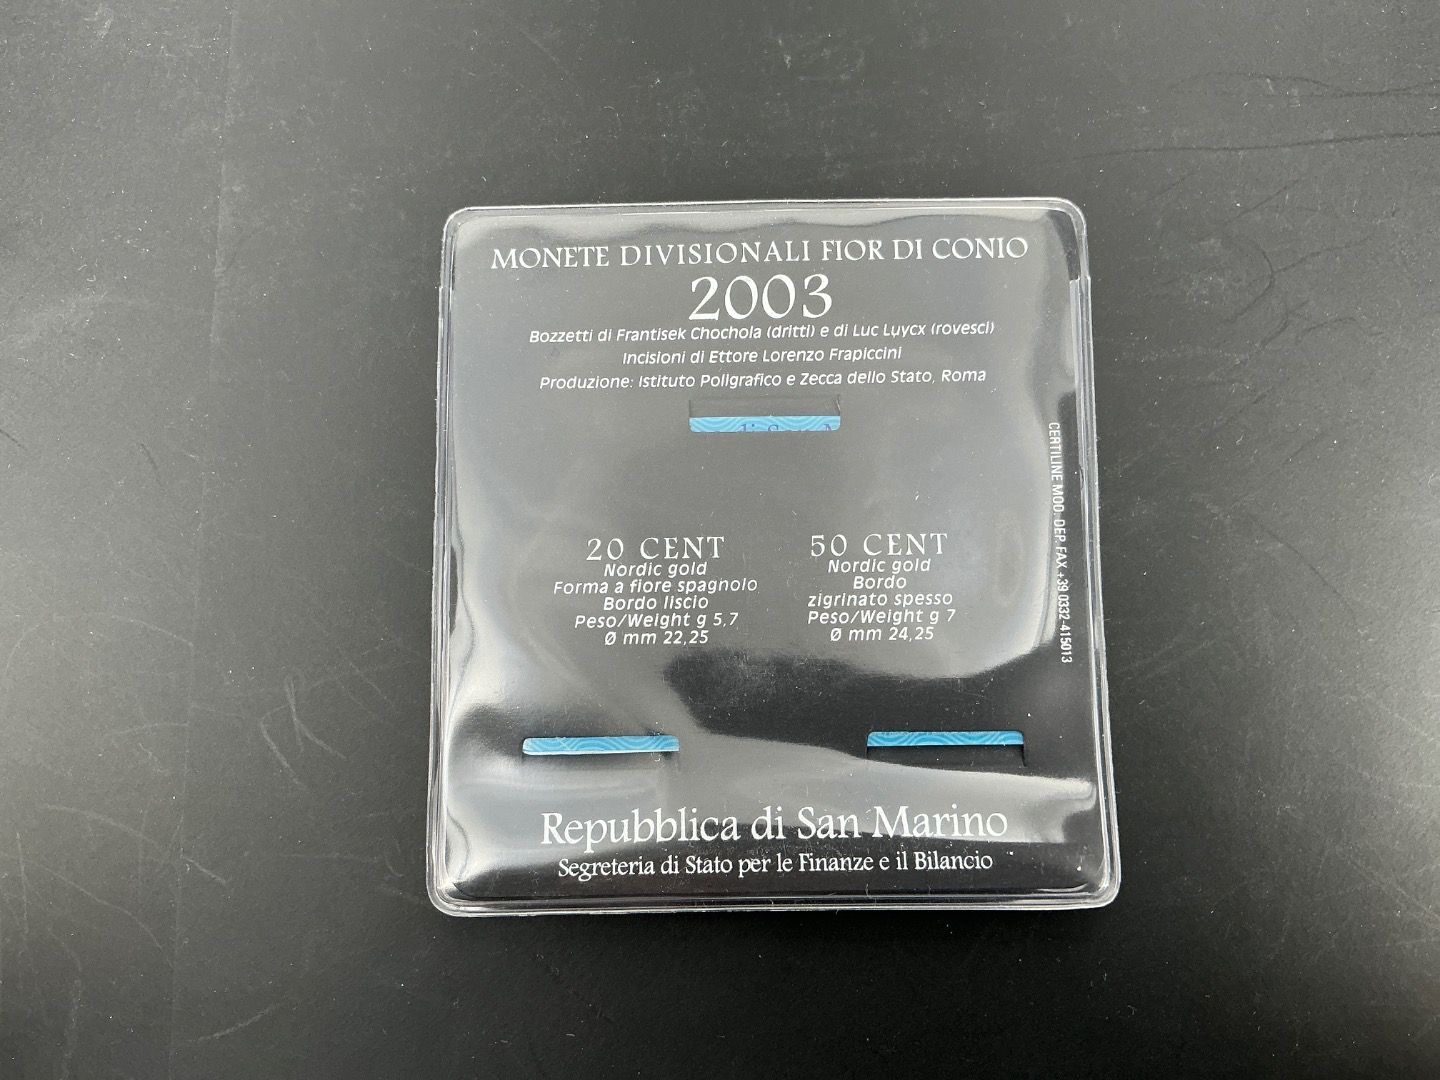 MONETE DIVISIONALI FIOR DI CONIO
2003
Bozzetti di Frantisek Chochola (dritti) e di Luc Luycx (rovesci)
Incisioni di Ettore Lorenzo Frapiccini
Produzione: Istituto Poligrafico e Zecca dello Stato, Roma
di San M
20 CENT
Nordic gold
Forma a fiore spagnolo
Bordo liscio
Peso/Weight g 5,7
Ø mm 22,25
50 CENT
Nordic gold
Bordo
zigrinato spesso
Peso/Weight g 7
Ø mm 24,25
CERTILINE MOD. DEP. FAX +39 0332-415013
Repubblica di San Marino
Segreteria di Stato per le Finanze e il Bilancio